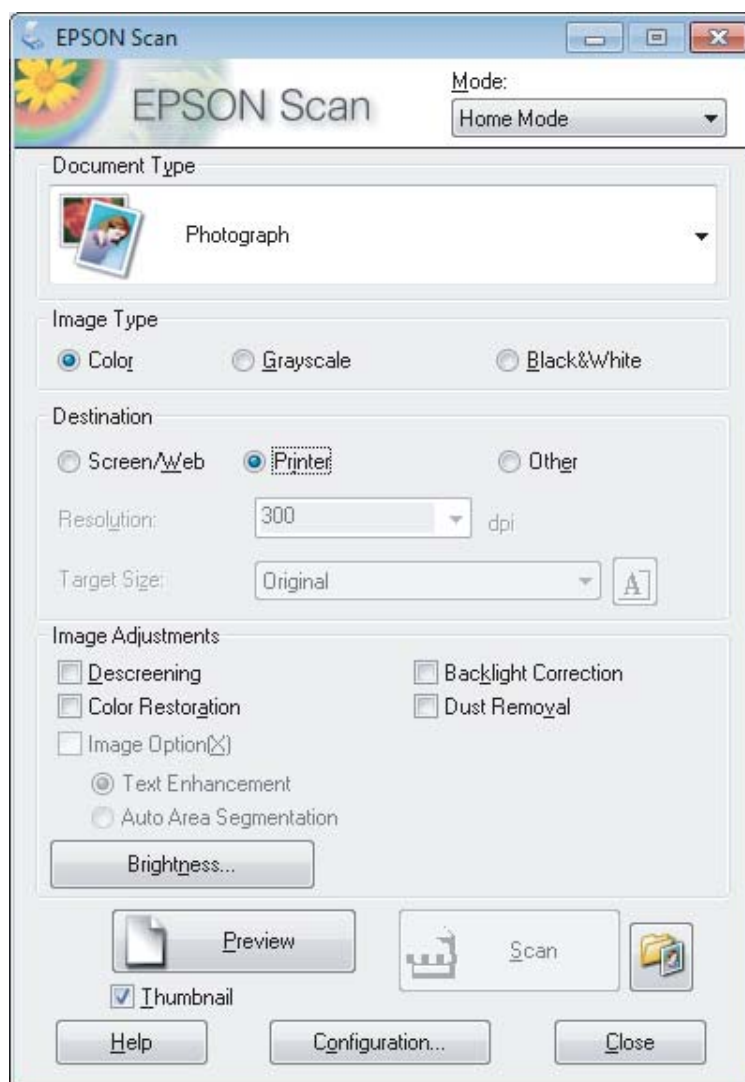 EPSON Scan
EPSON Scan
Mode:
Home Mode
Document Type
Photograph
Image Type
Color Grayscale Black&White
Destination
Screen/Web Printer Other
Resolution: 300 dpi
Target Size: Original A
Image Adjustments
Descreening Backlight Correction
Color Restoration Dust Removal
Image Option(X)
Text Enhancement
Auto Area Segmentation
Brightness...
Preview Scan
Thumbnail
Help Configuration... Close